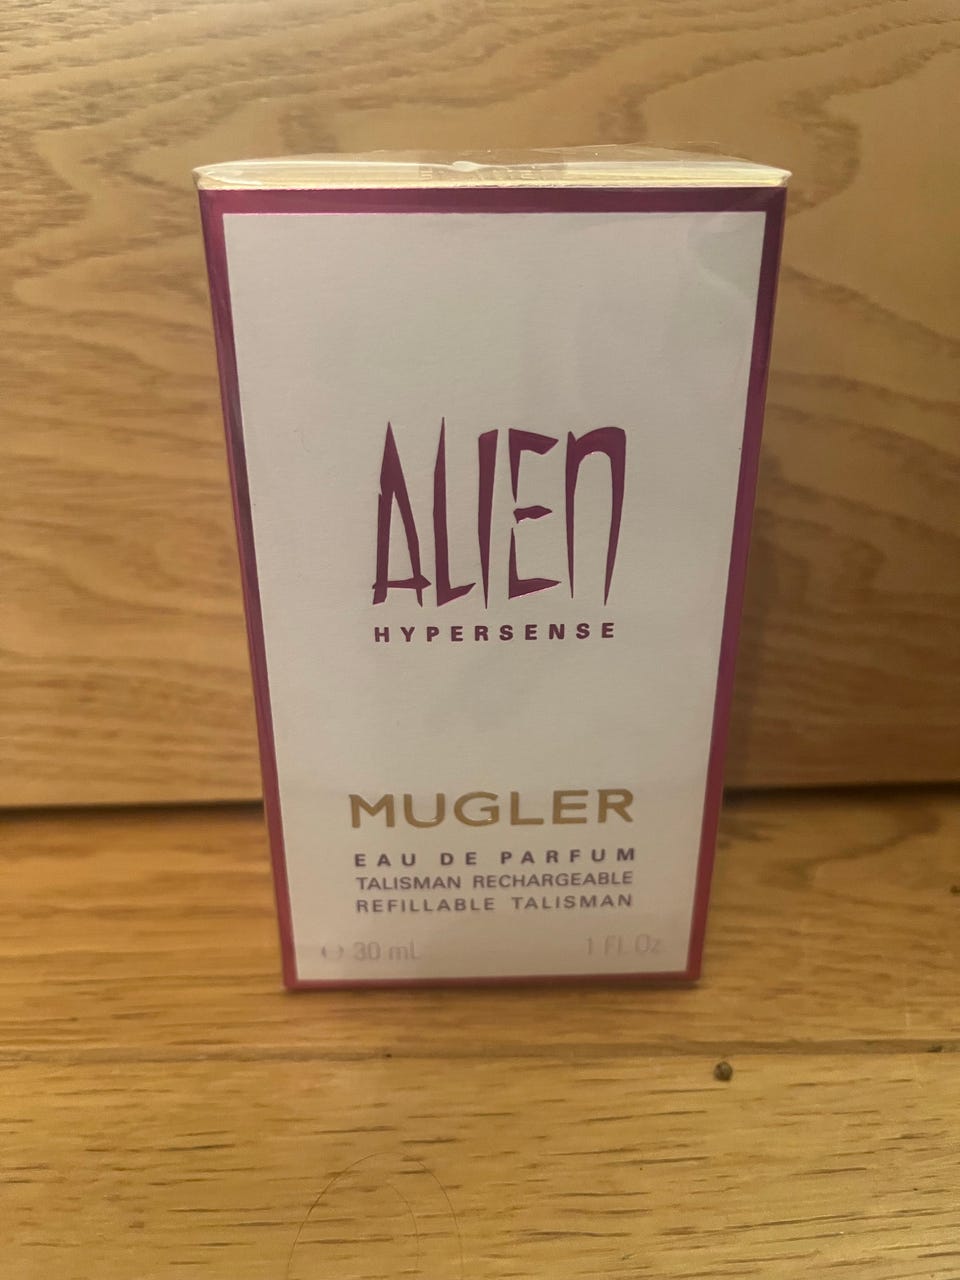 ALIEN
HYPERSENSE
MUGLER
EAU DE PARFUM
TALISMAN RECHARGEABLE
REFILLABLE TALISMAN
℮ 30 mL 1 FL Oz